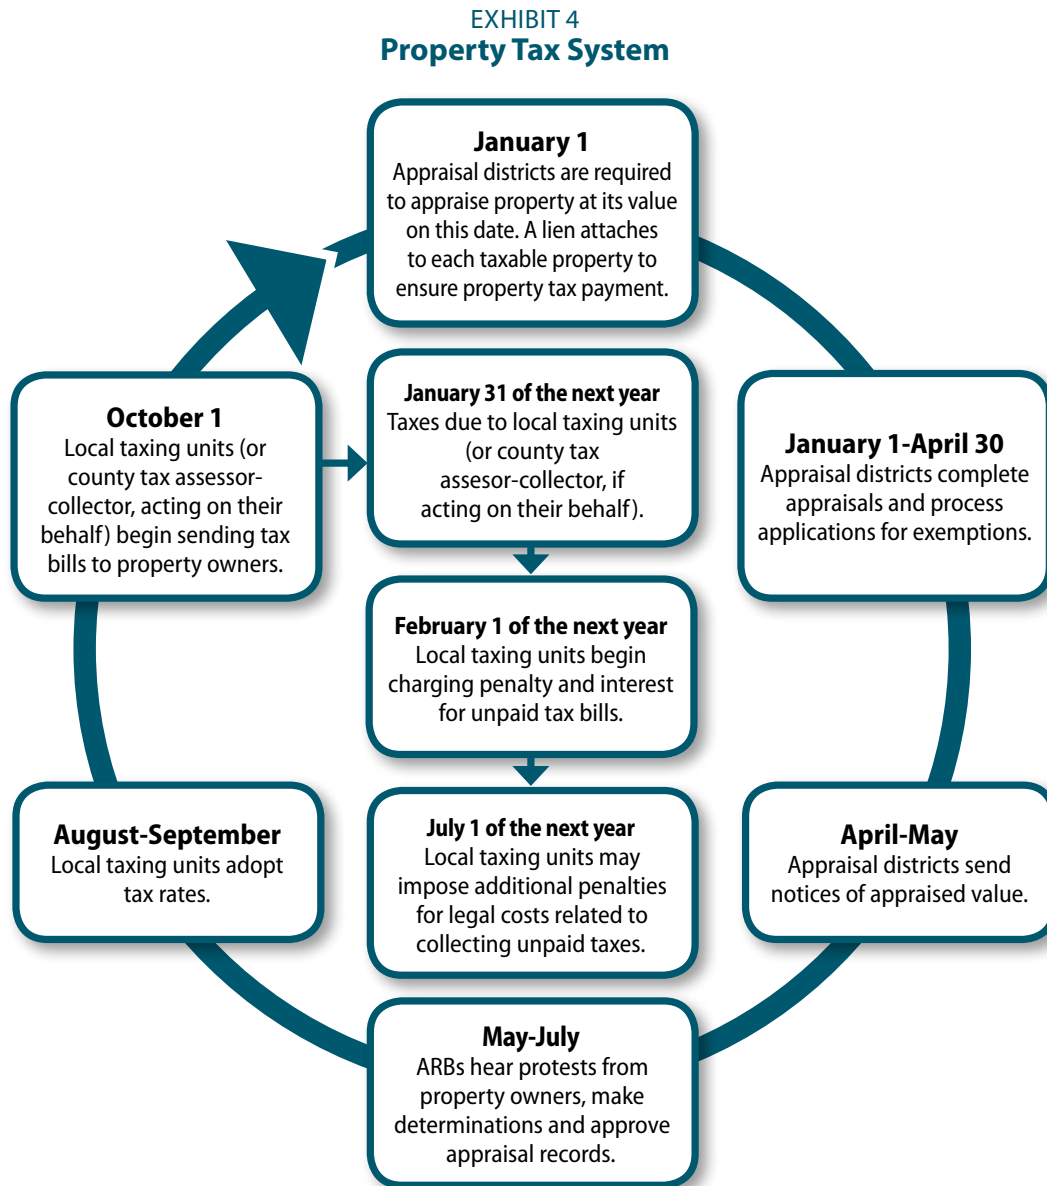 EXHIBIT 4
Property Tax System
January 1
Appraisal districts are required
to appraise property at its value
on this date. A lien attaches
to each taxable property to
ensure property tax payment.
January 1-April 30
Appraisal districts complete
appraisals and process
applications for exemptions.
April-May
Appraisal districts send
notices of appraised value.
May-July
ARBs hear protests from
property owners, make
determinations and approve
appraisal records.
August-September
Local taxing units adopt
tax rates.
October 1
Local taxing units (or
county tax assessor-
collector, acting on their
behalf) begin sending tax
bills to property owners.
January 31 of the next year
Taxes due to local taxing units
(or county tax
assesor-collector, if
acting on their behalf).
February 1 of the next year
Local taxing units begin
charging penalty and interest
for unpaid tax bills.
July 1 of the next year
Local taxing units may
impose additional penalties
for legal costs related to
collecting unpaid taxes.